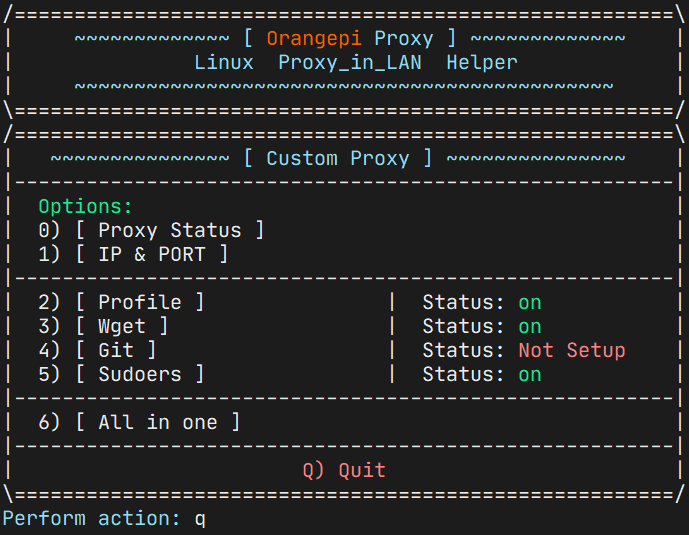 /=======================================================\
|     ~~~~~~~~~~~~~ [ Orangepi Proxy ] ~~~~~~~~~~~~~    |
|               Linux  Proxy_in_LAN  Helper             |
|     ~~~~~~~~~~~~~~~~~~~~~~~~~~~~~~~~~~~~~~~~~~~~~     |
\=======================================================/
/=======================================================\
|   ~~~~~~~~~~~~~~~ [ Custom Proxy ] ~~~~~~~~~~~~~~~    |
|-------------------------------------------------------|
|  Options:                                             |
|  0) [ Proxy Status ]                                  |
|  1) [ IP & PORT ]                                     |
|-------------------------------------------------------|
|  2) [ Profile ]               |  Status: on           |
|  3) [ Wget ]                  |  Status: on           |
|  4) [ Git ]                   |  Status: Not Setup    |
|  5) [ Sudoers ]               |  Status: on           |
|-------------------------------------------------------|
|  6) [ All in one ]                                    |
|-------------------------------------------------------|
|                        Q) Quit                        |
\=======================================================/
Perform action: q